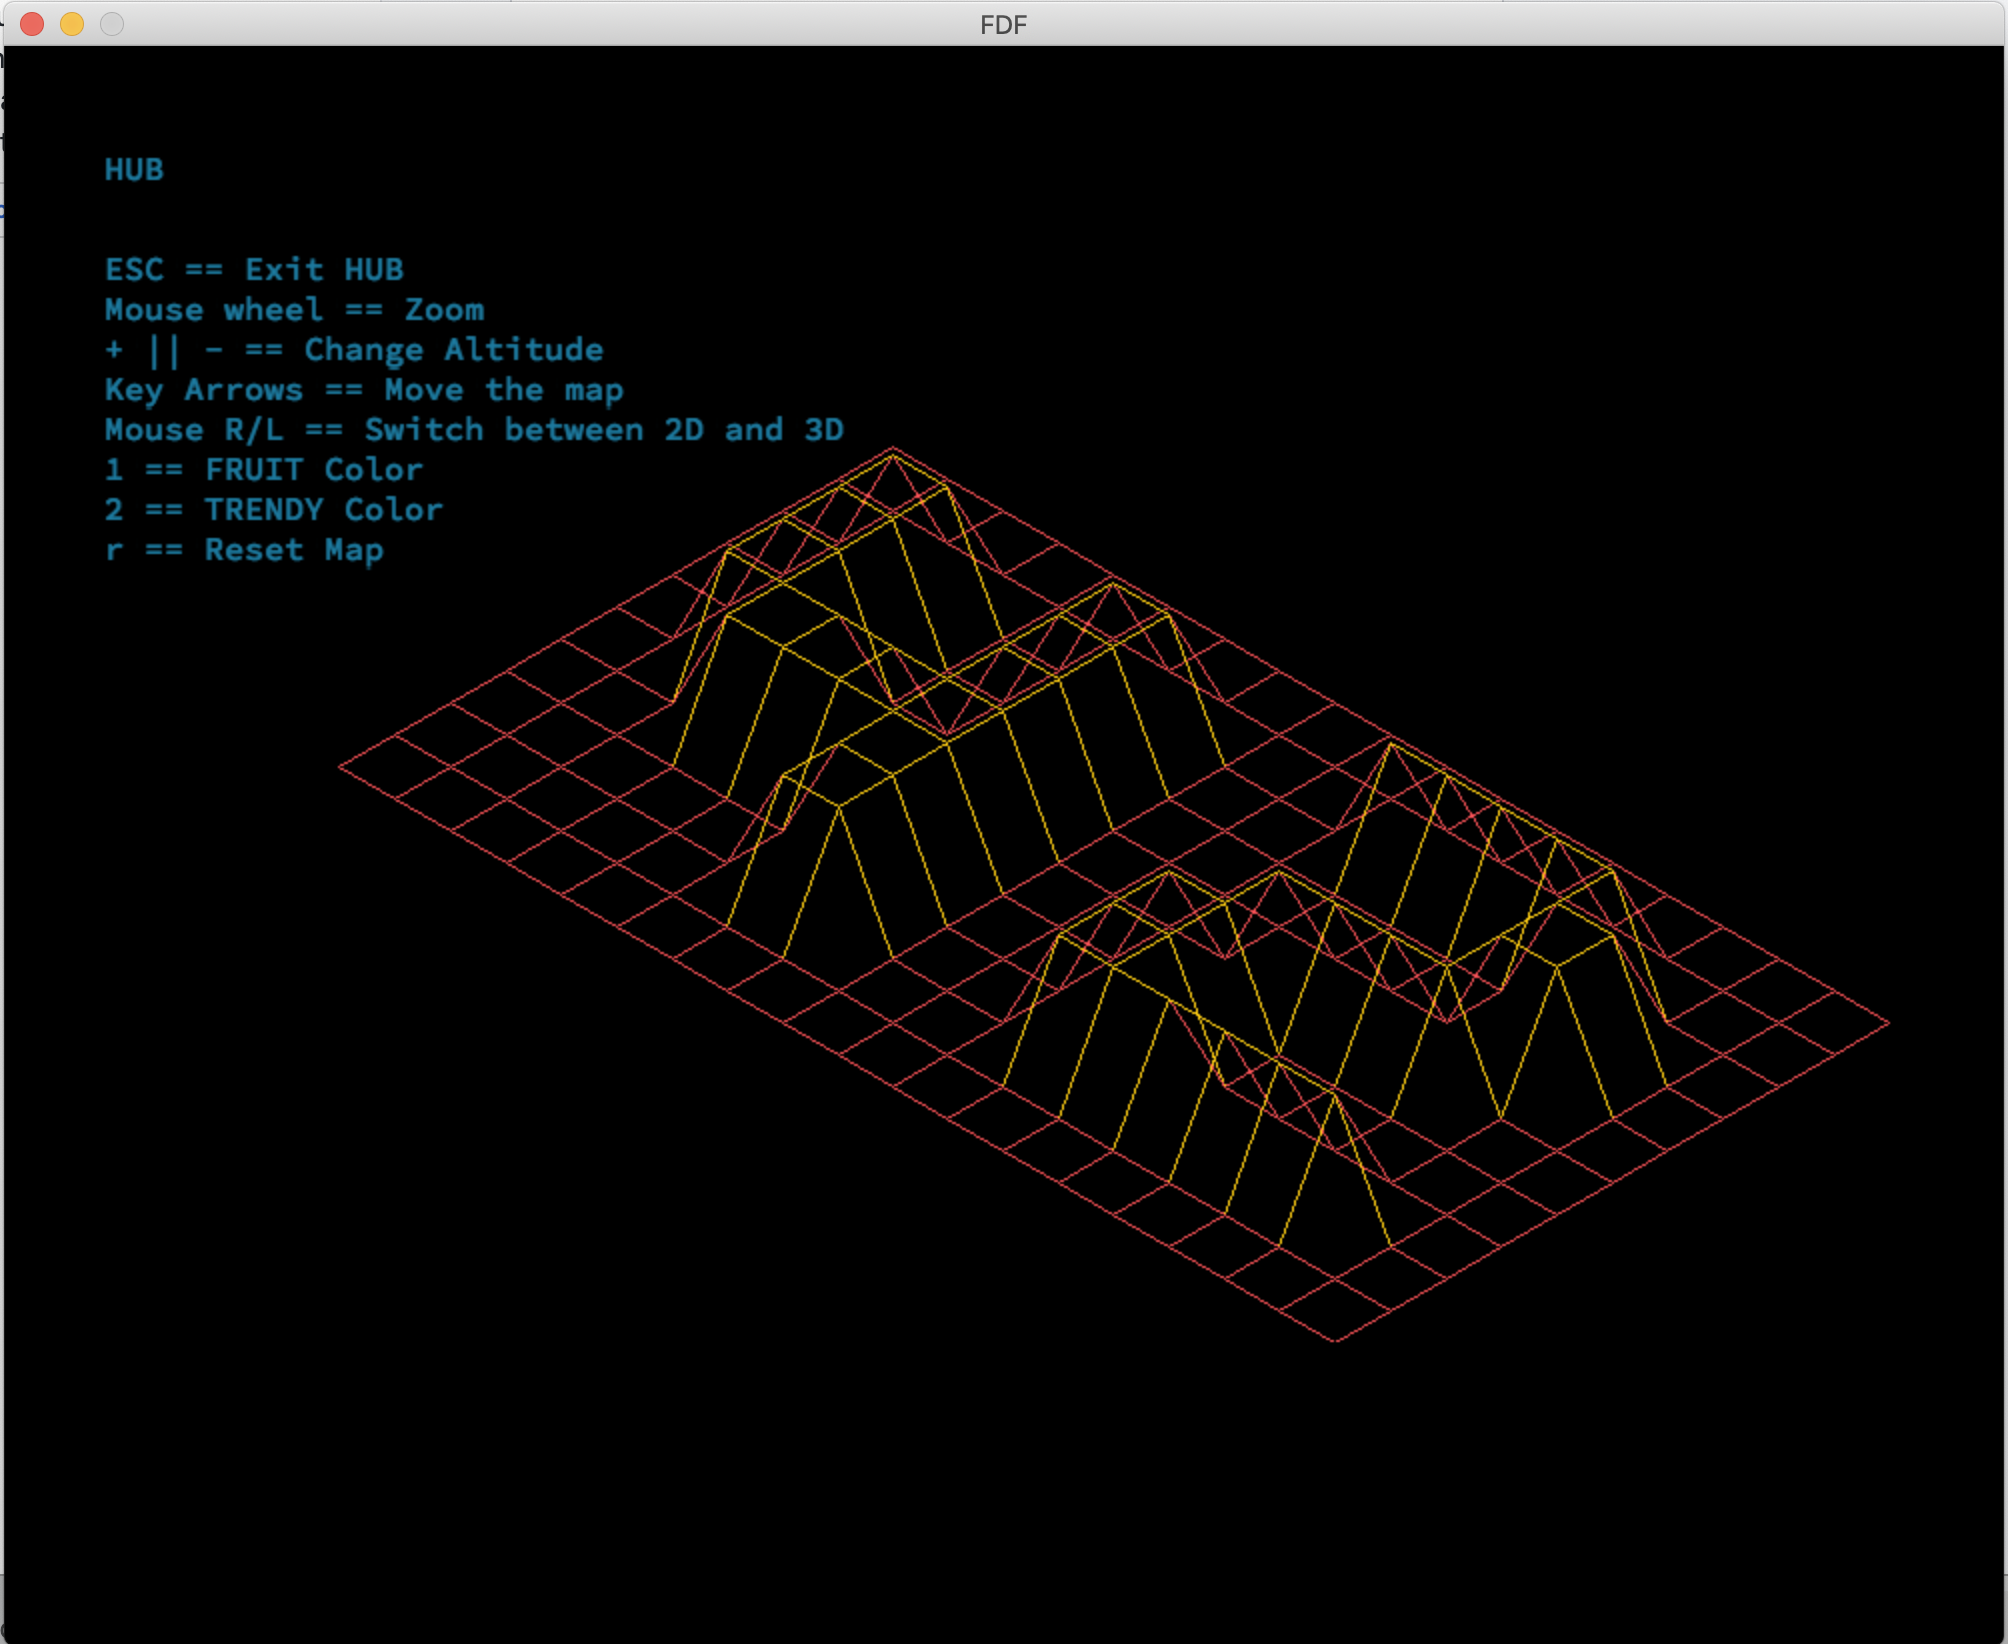 FDF
HUB
ESC == Exit HUB
Mouse wheel == Zoom
+ || - == Change Altitude
Key Arrows == Move the map
Mouse R/L == Switch between 2D and 3D
1 == FRUIT Color
2 == TRENDY Color
r == Reset Map